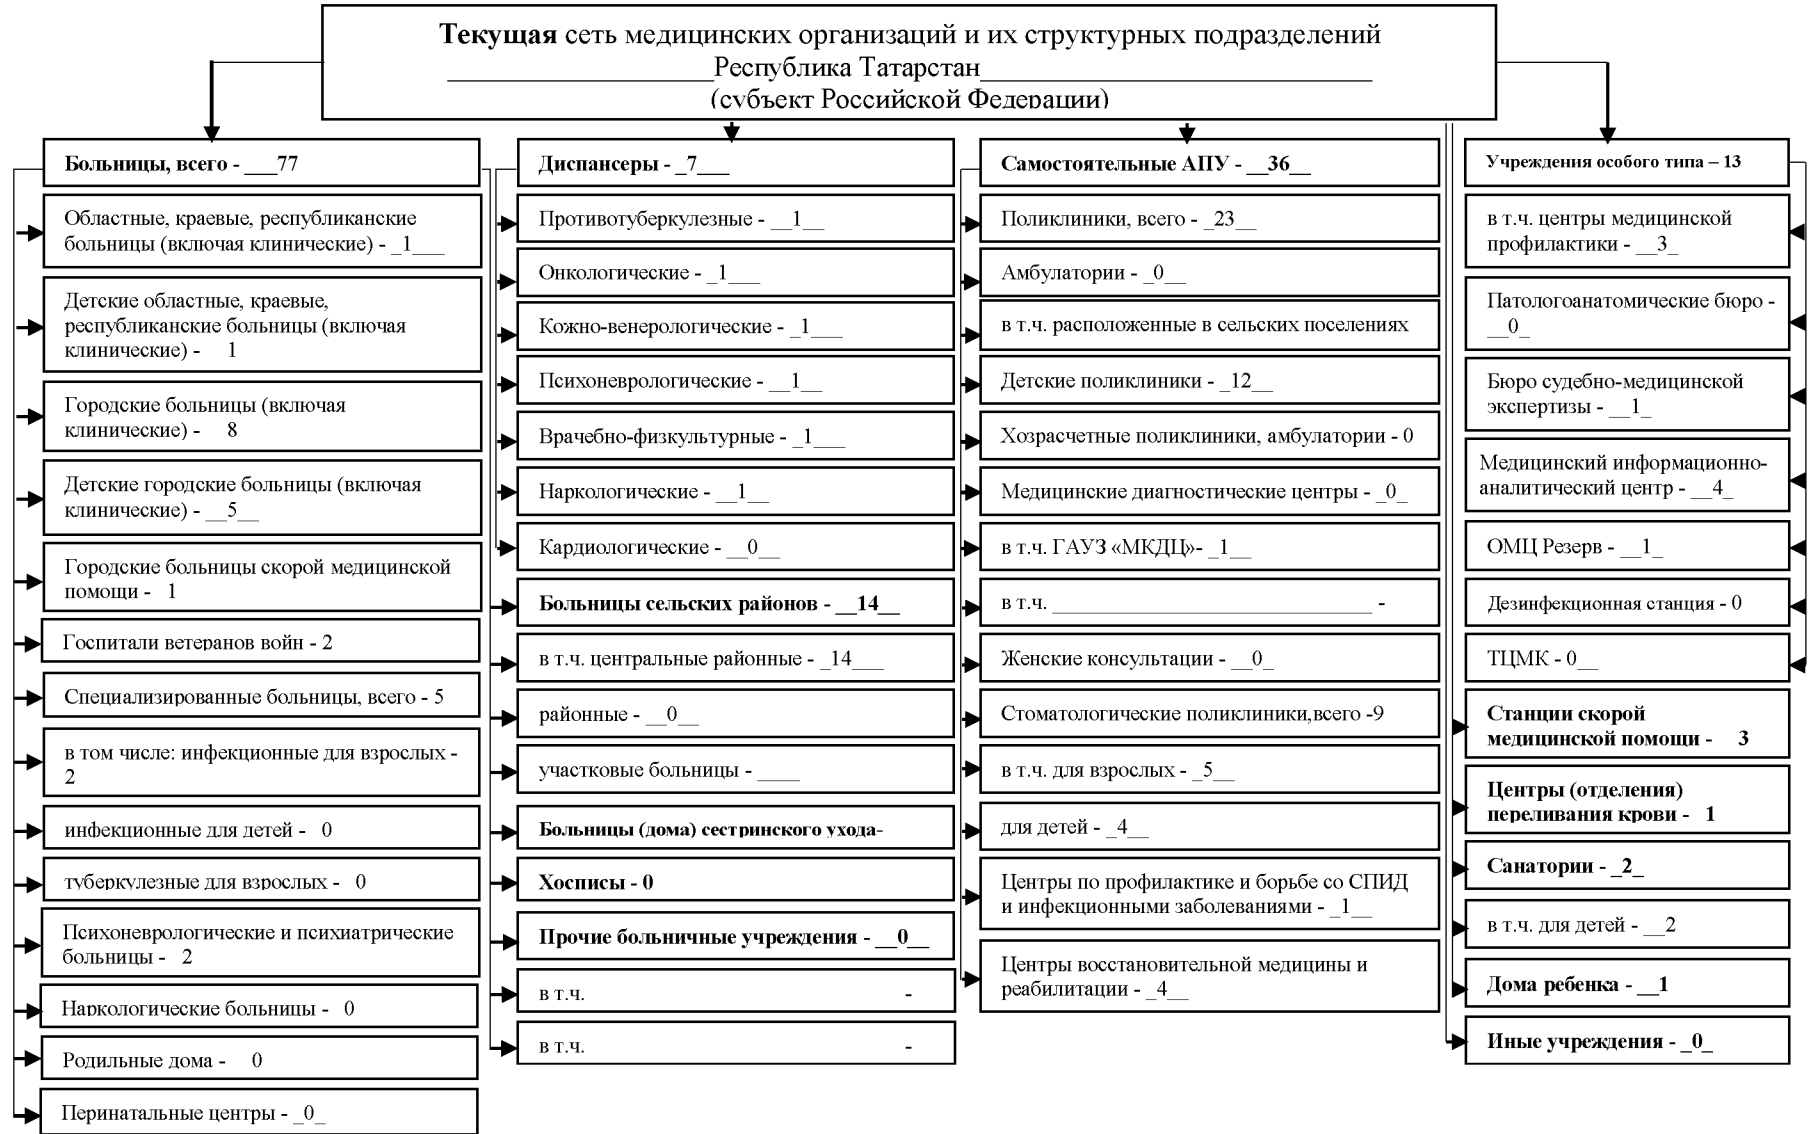 Текущая сеть медицинских организаций и их структурных подразделений
____________________Республика Татарстан______________________________
(субъект Российской Федерации)
Больницы, всего - ___77
Областные, краевые, республиканские
больницы (включая клинические) - _1___
Детские областные, краевые,
республиканские больницы (включая
клинические) - 1
Городские больницы (включая
клинические) - 8
Детские городские больницы (включая
клинические) - __5__
Городские больницы скорой медицинской
помощи - 1
Госпитали ветеранов войн - 2
Специализированные больницы, всего - 5
в том числе: инфекционные для взрослых -
2
инфекционные для детей - 0
туберкулезные для взрослых - 0
Психоневрологические и психиатрические
больницы - 2
Наркологические больницы - 0
Родильные дома - 0
Перинатальные центры - _0_
Диспансеры - _7___
Противотуберкулезные - __1__
Онкологические - _1___
Кожно-венерологические - _1___
Психоневрологические - __1__
Врачебно-физкультурные - _1___
Наркологические - __1__
Кардиологические - __0__
Больницы сельских районов - __14__
в т.ч. центральные районные - _14___
районные - __0__
участковые больницы - ____
Больницы (дома) сестринского ухода-
Хосписы - 0
Прочие больничные учреждения - __0__
в т.ч. -
в т.ч. -
Самостоятельные АПУ - __36__
Поликлиники, всего - _23__
Амбулатории - _0__
в т.ч. расположенные в сельских поселениях
Детские поликлиники - _12__
Хозрасчетные поликлиники, амбулатории - 0
Медицинские диагностические центры - _0_
в т.ч. ГАУЗ «МКДЦ»- _1__
в т.ч. ______________________________ -
Женские консультации - __0_
Стоматологические поликлиники,всего -9
в т.ч. для взрослых - _5__
для детей - _4__
Центры по профилактике и борьбе со СПИД
и инфекционными заболеваниями - _1__
Центры восстановительной медицины и
реабилитации - _4__
Учреждения особого типа – 13
в т.ч. центры медицинской
профилактики - __3_
Патологоанатомические бюро -
__0_
Бюро судебно-медицинской
экспертизы - __1_
Медицинский информационно-
аналитический центр - __4_
ОМЦ Резерв - __1_
Дезинфекционная станция - 0
ТЦМК - 0__
Станции скорой
медицинской помощи - 3
Центры (отделения)
переливания крови - 1
Санатории - _2_
в т.ч. для детей - __2
Дома ребенка - __1
Иные учреждения - _0_